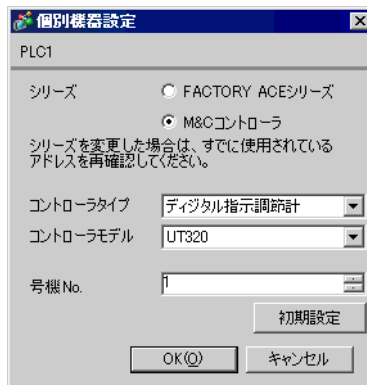 個別機器設定
PLC1
シリーズ
FACTORY ACEシリーズ
M&Cコントローラ
シリーズを変更した場合は、すでに使用されている
アドレスを再確認してください。
コントローラタイプ ディジタル指示調節計
コントローラモデル UT320
号機No. 1
初期設定
OK(O) キャンセル